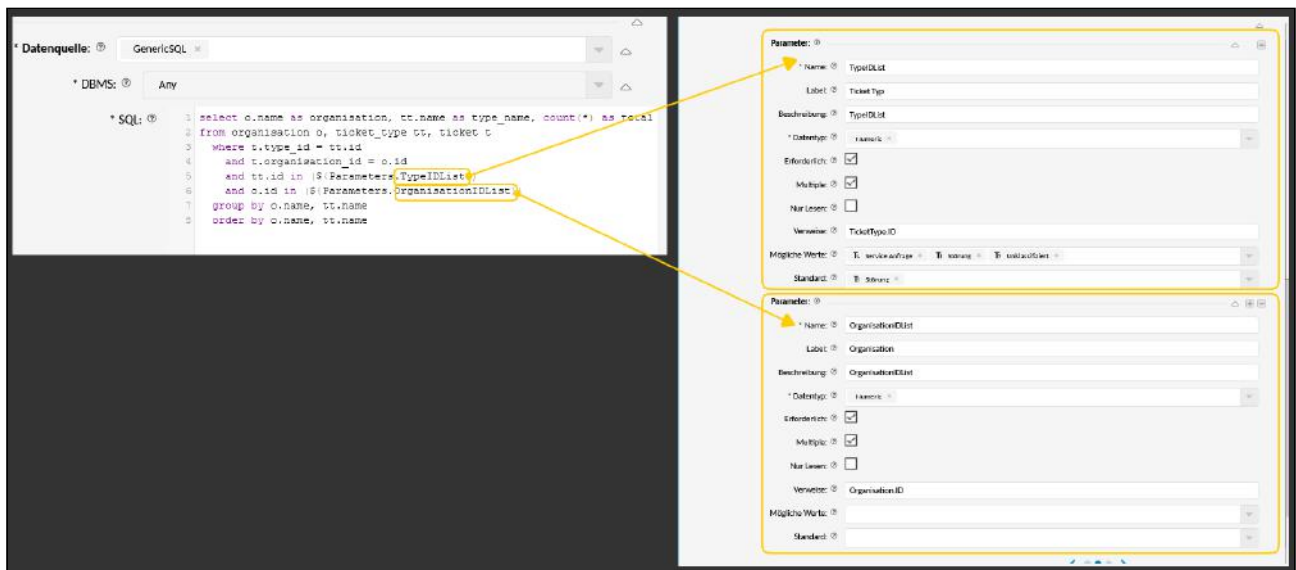 * Datenquelle: GenericSQL ×
* DBMS: Any
* SQL:
1 select o.name as organisation, tt.name as type_name, count(*) as total
2 from organisation o, ticket_type tt, ticket t
3 where t.type_id = tt.id
4 and t.organisation_id = o.id
5 and tt.id in (${Parameters.TypeIDList})
6 and o.id in (${Parameters.OrganisationIDList})
7 group by o.name, tt.name
8 order by o.name, tt.name
Parameter:
* Name: TypeIDList
Label: Ticket Typ
Beschreibung: TypeIDList
* Datentyp: Numeric ×
Erforderlich:
Multiple:
Nur Lesen:
Verweise: TicketType.ID
Mögliche Werte: Service Anfrage × Störung × Unklassifiziert ×
Standard: Störung ×
Parameter:
* Name: OrganisationIDList
Label: Organisation
Beschreibung: OrganisationIDList
* Datentyp: Numeric ×
Erforderlich:
Multiple:
Nur Lesen:
Verweise: Organisation.ID
Mögliche Werte:
Standard: